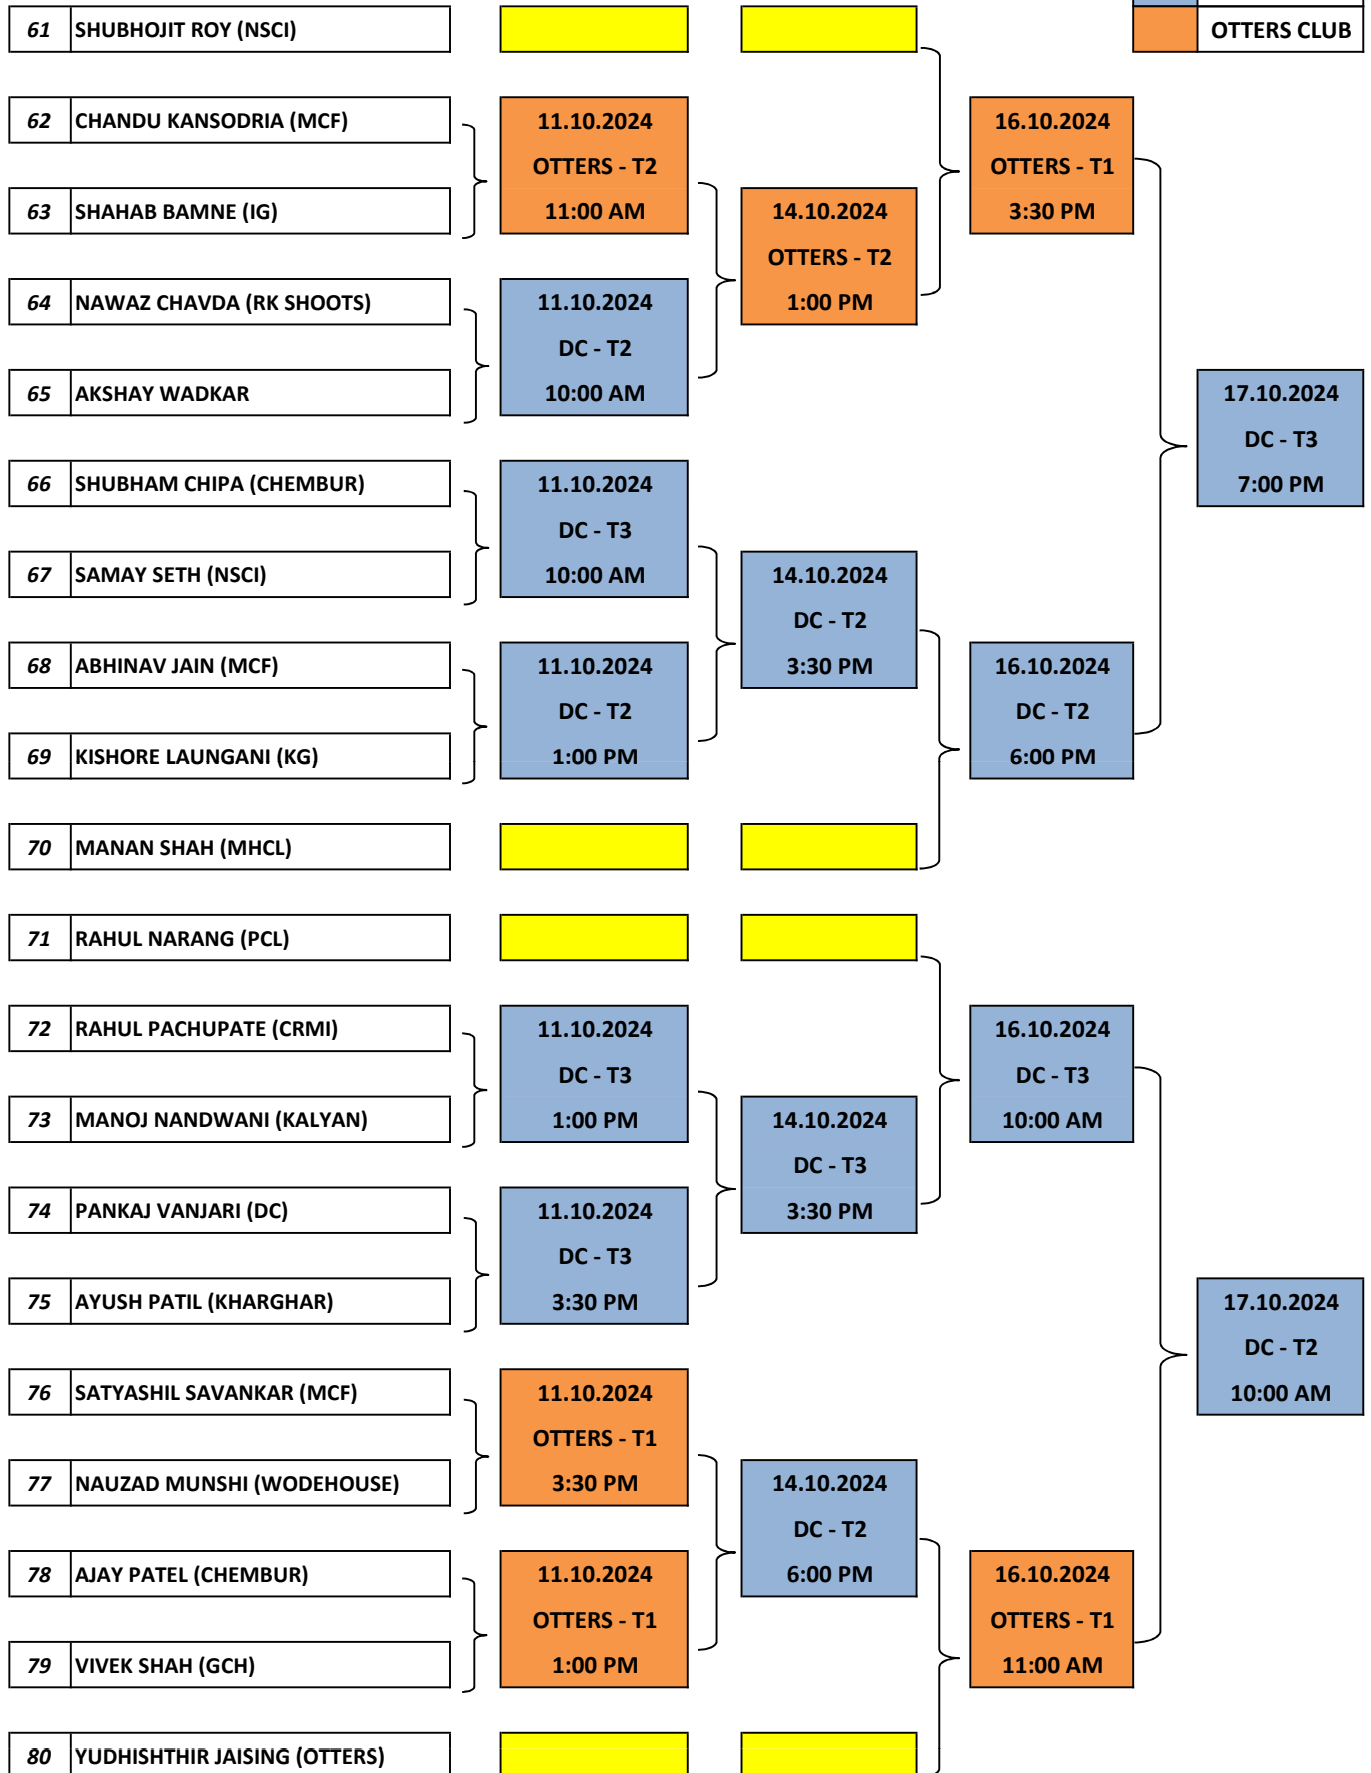 61 SHUBHOJIT ROY (NSCI)
OTTERS CLUB
62 CHANDU KANSODRIA (MCF) 11.10.2024 16.10.2024
OTTERS - T2 OTTERS - T1
63 SHAHAB BAMNE (IG) 11:00 AM 14.10.2024 3:30 PM
OTTERS - T2
64 NAWAZ CHAVDA (RK SHOOTS) 11.10.2024 1:00 PM
DC - T2
65 AKSHAY WADKAR 10:00 AM 17.10.2024
DC - T3
66 SHUBHAM CHIPA (CHEMBUR) 11.10.2024 7:00 PM
DC - T3
67 SAMAY SETH (NSCI) 10:00 AM 14.10.2024
DC - T2
68 ABHINAV JAIN (MCF) 11.10.2024 3:30 PM 16.10.2024
DC - T2 DC - T2
69 KISHORE LAUNGANI (KG) 1:00 PM 6:00 PM
70 MANAN SHAH (MHCL)
71 RAHUL NARANG (PCL)
72 RAHUL PACHUPATE (CRMI) 11.10.2024 16.10.2024
DC - T3 DC - T3
73 MANOJ NANDWANI (KALYAN) 1:00 PM 14.10.2024 10:00 AM
DC - T3
74 PANKAJ VANJARI (DC) 11.10.2024 3:30 PM
DC - T3
75 AYUSH PATIL (KHARGHAR) 3:30 PM 17.10.2024
DC - T2
76 SATYASHIL SAVANKAR (MCF) 11.10.2024 10:00 AM
OTTERS - T1
77 NAUZAD MUNSHI (WODEHOUSE) 3:30 PM 14.10.2024
DC - T2
78 AJAY PATEL (CHEMBUR) 11.10.2024 6:00 PM 16.10.2024
OTTERS - T1 OTTERS - T1
79 VIVEK SHAH (GCH) 1:00 PM 11:00 AM
80 YUDHISHTHIR JAISING (OTTERS)